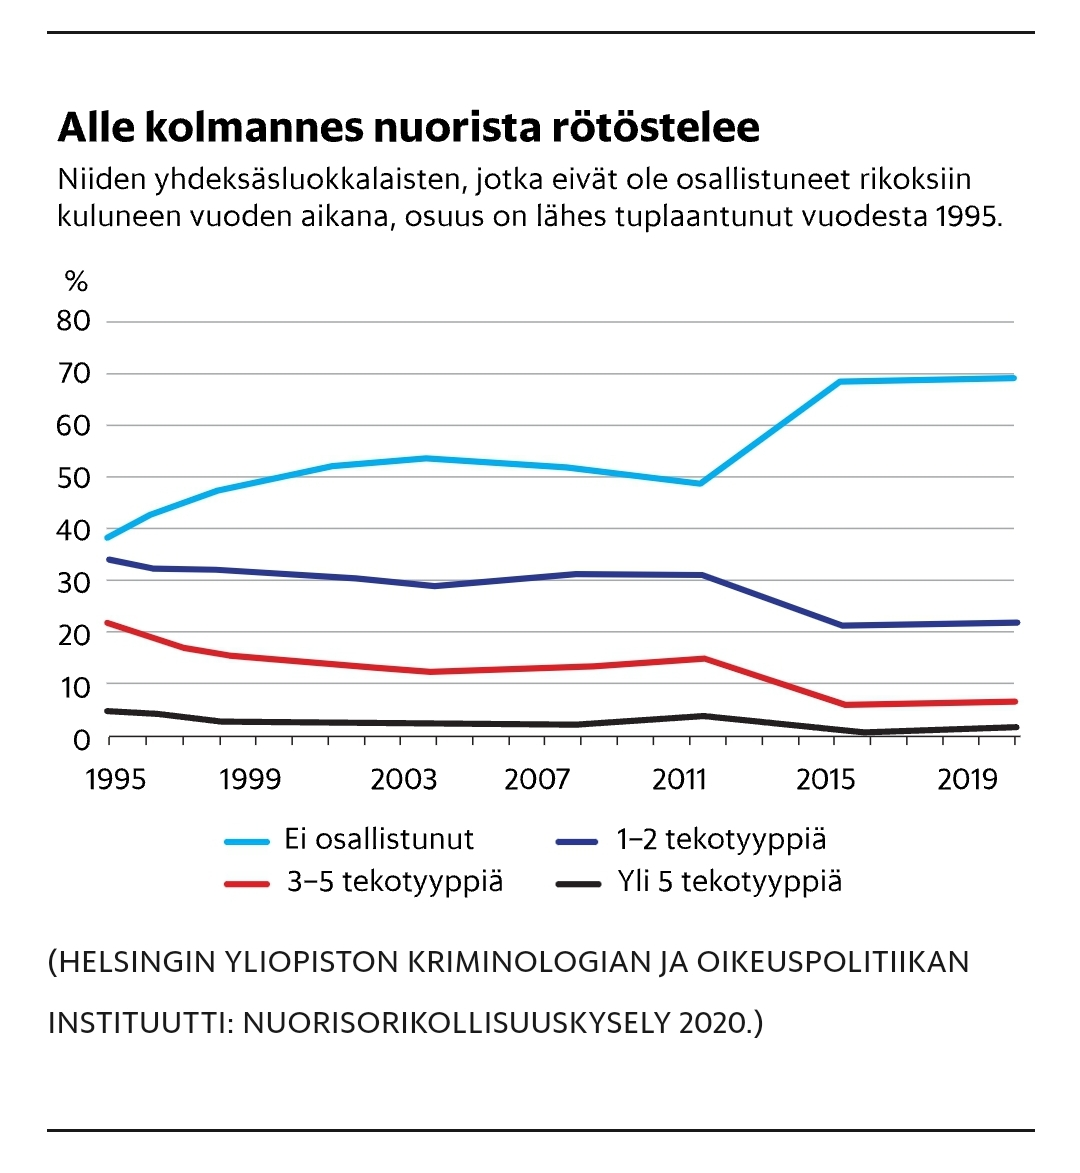 Alle kolmannes nuorista rötöstelee
Niiden yhdeksäsluokkalaisten, jotka eivät ole osallistuneet rikoksiin
kuluneen vuoden aikana, osuus on lähes tuplaantunut vuodesta 1995.
%
80
70
60
50
40
30
20
10
0
1995 1999 2003 2007 2011 2015 2019
Ei osallistunut 1–2 tekotyyppiä
3–5 tekotyyppiä Yli 5 tekotyyppiä
(HELSINGIN YLIOPISTON KRIMINOLOGIAN JA OIKEUSPOLITIIKAN
INSTITUUTTI: NUORISORIKOLLISUUSKYSELY 2020.)